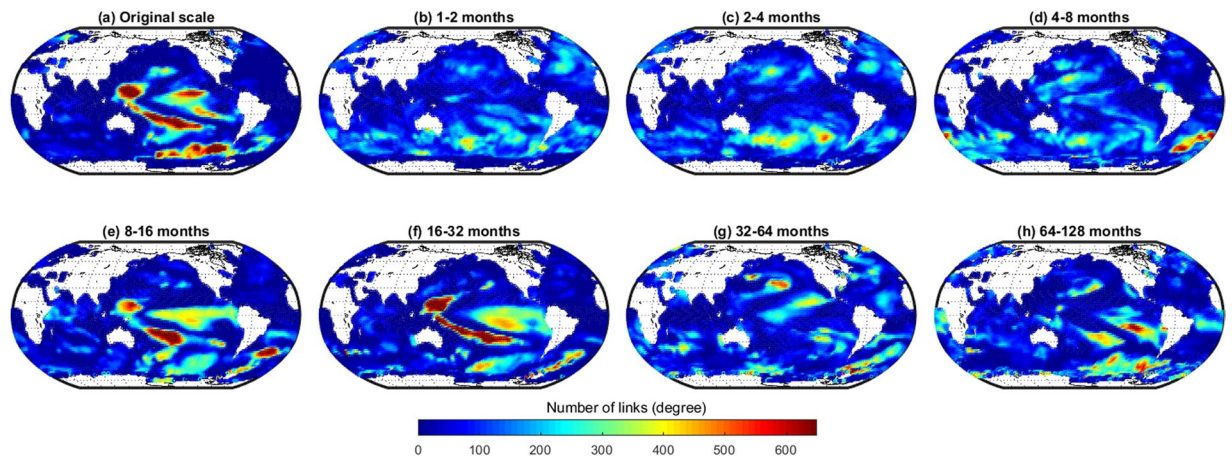 (a) Original scale
(b) 1-2 months
(c) 2-4 months
(d) 4-8 months
(e) 8-16 months
(f) 16-32 months
(g) 32-64 months
(h) 64-128 months
Number of links (degree)
0 100 200 300 400 500 600